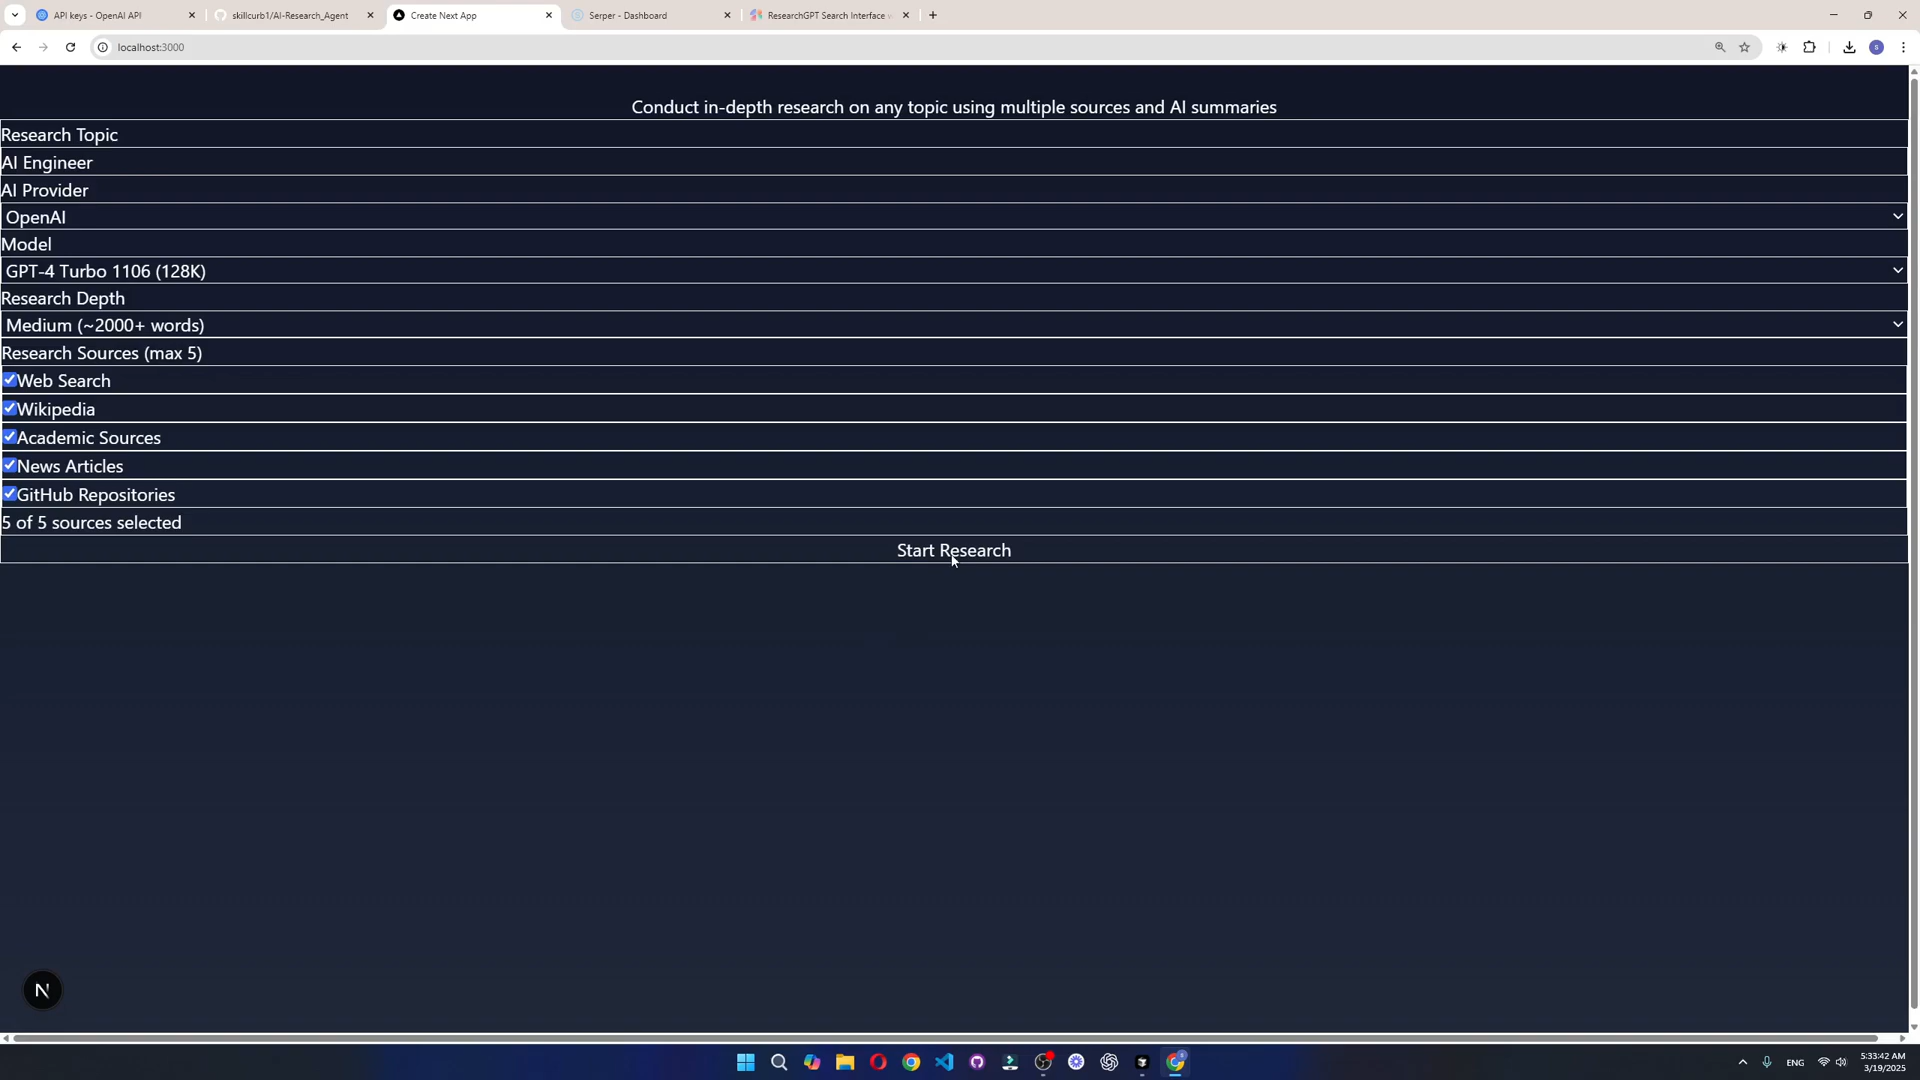 API keys - OpenAI API
skillcurb1/AI-Research_Agent
Create Next App
Serper - Dashboard
ResearchGPT Search Interface
localhost:3000
Conduct in-depth research on any topic using multiple sources and AI summaries
Research Topic
AI Engineer
AI Provider
OpenAI
Model
GPT-4 Turbo 1106 (128K)
Research Depth
Medium (~2000+ words)
Research Sources (max 5)
Web Search
Wikipedia
Academic Sources
News Articles
GitHub Repositories
5 of 5 sources selected
Start Research
N
ENG
5:33:42 AM
3/19/2025